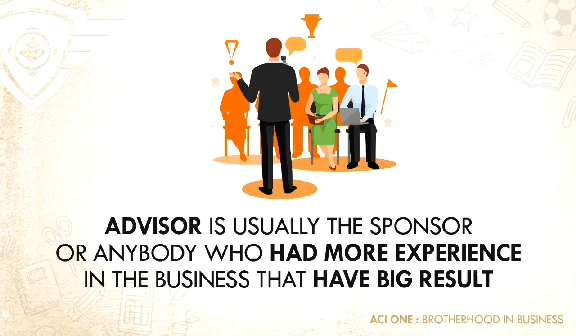 ADVISOR IS USUALLY THE SPONSOR
OR ANYBODY WHO HAD MORE EXPERIENCE
IN THE BUSINESS THAT HAVE BIG RESULT
ACI ONE.: BROTHERHOOD IN BUSINESS